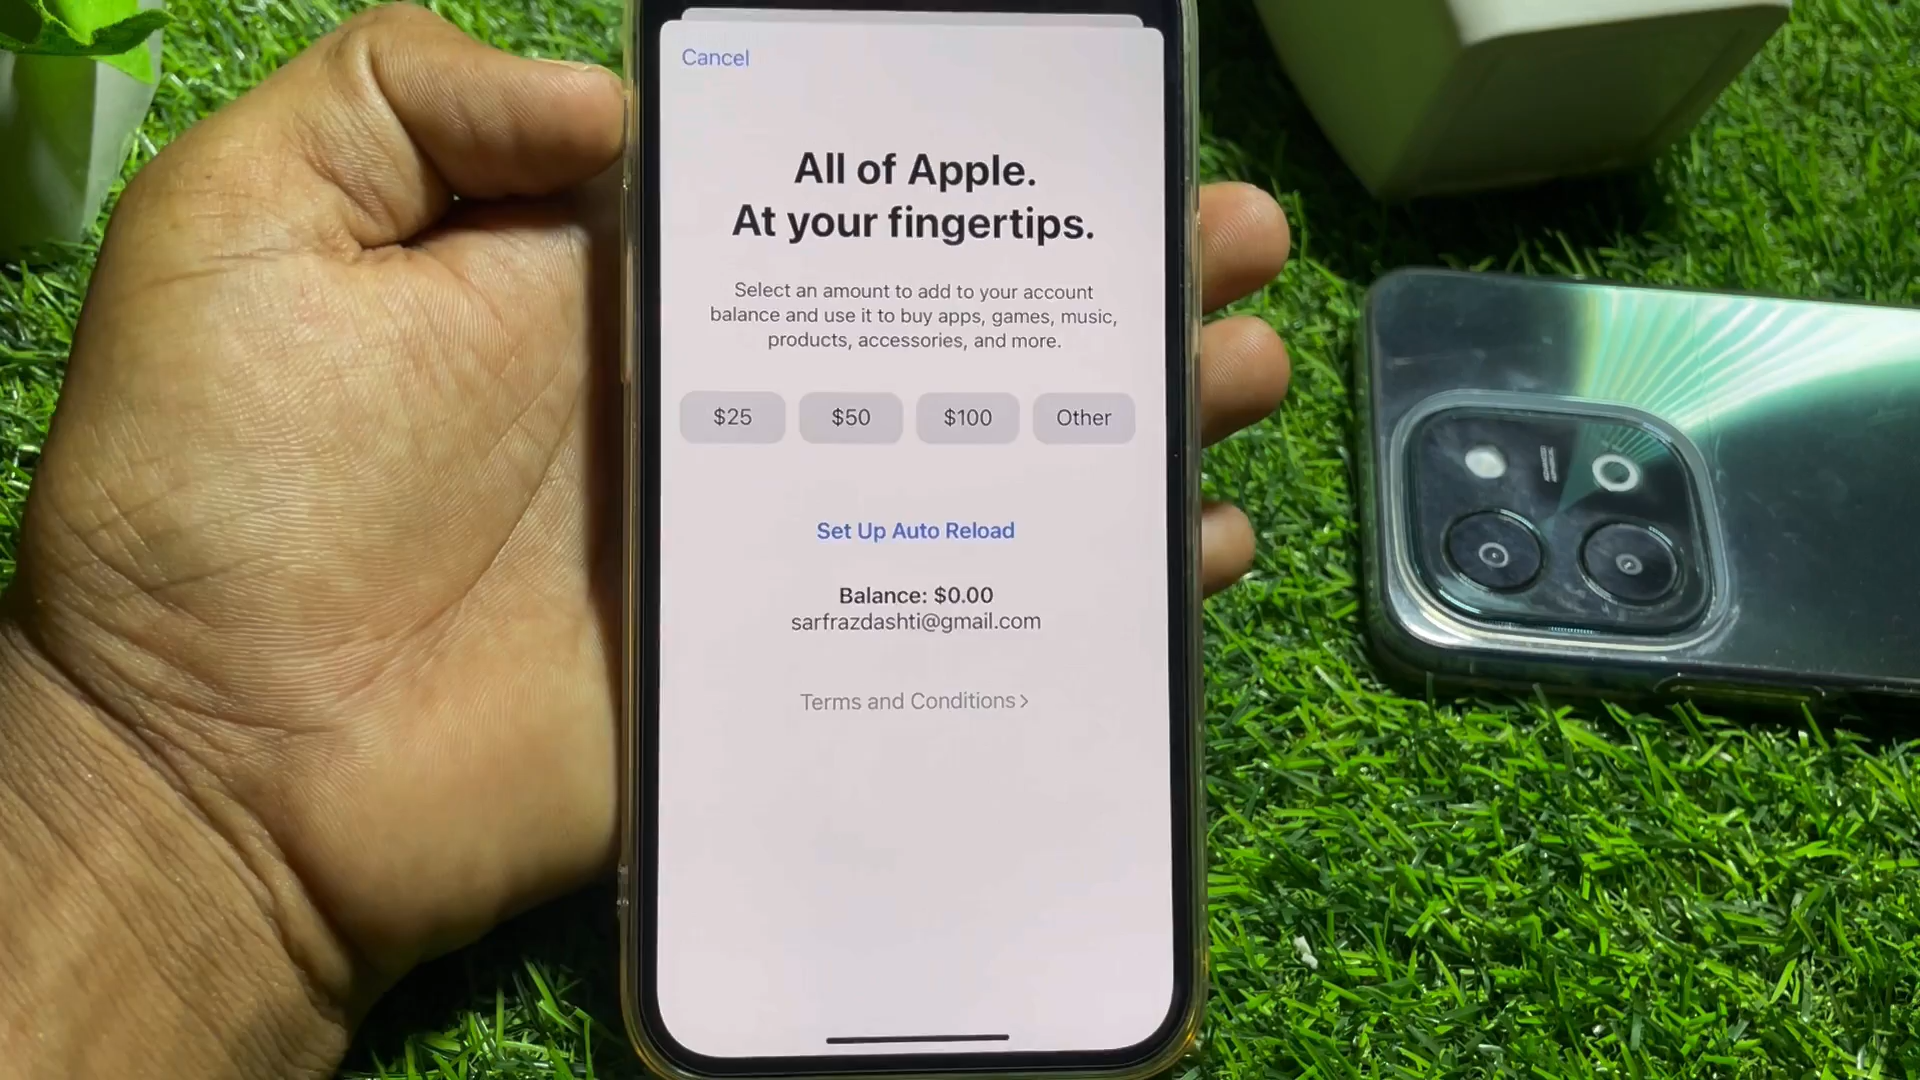 Cancel
All of Apple.
At your fingertips.
Select an amount to add to your account
balance and use it to buy apps, games, music,
products, accessories, and more.
$25 $50 $100 Other
Set Up Auto Reload
Balance: $0.00
sarfrazdashti@gmail.com
Terms and Conditions >